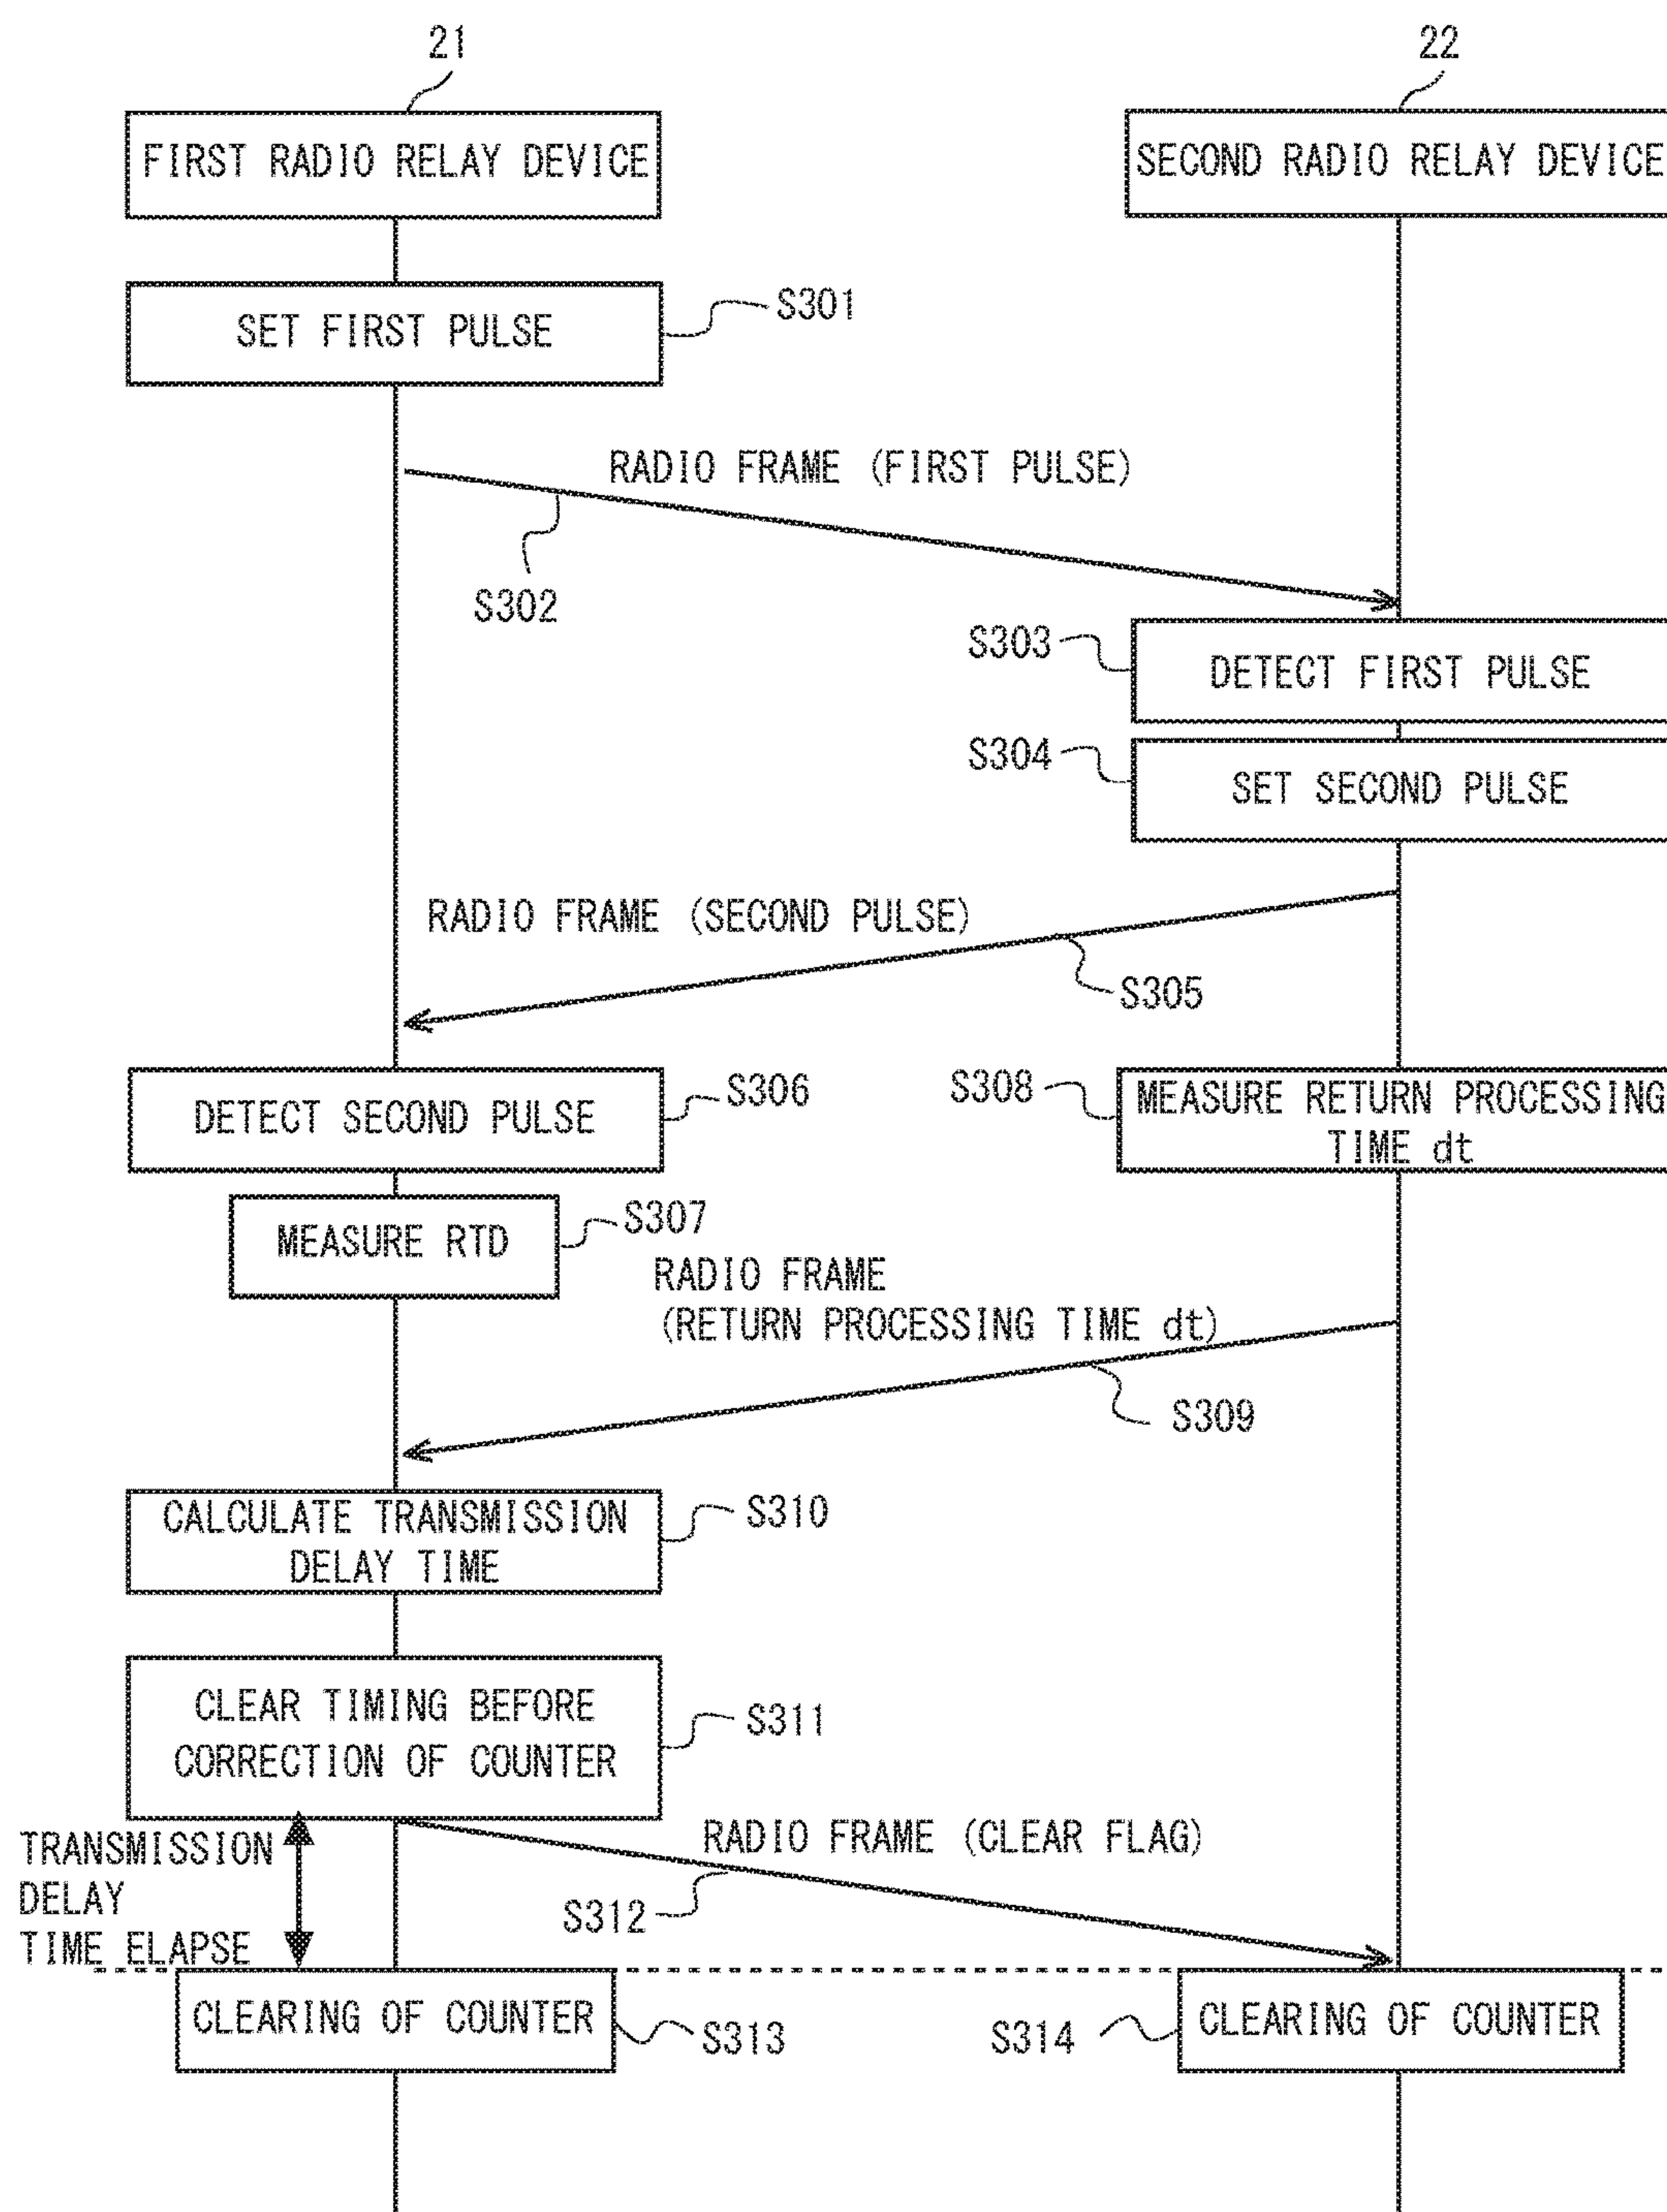 21
22
FIRST RADIO RELAY DEVICE
SECOND RADIO RELAY DEVICE
SET FIRST PULSE
S301
RADIO FRAME (FIRST PULSE)
S302
S303
DETECT FIRST PULSE
S304
SET SECOND PULSE
RADIO FRAME (SECOND PULSE)
S305
DETECT SECOND PULSE
S306
S308
MEASURE RETURN PROCESSING
TIME dt
MEASURE RTD
S307
RADIO FRAME
(RETURN PROCESSING TIME dt)
S309
CALCULATE TRANSMISSION
DELAY TIME
S310
CLEAR TIMING BEFORE
CORRECTION OF COUNTER
S311
TRANSMISSION
DELAY
TIME ELAPSE
RADIO FRAME (CLEAR FLAG)
S312
CLEARING OF COUNTER
S313
S314
CLEARING OF COUNTER